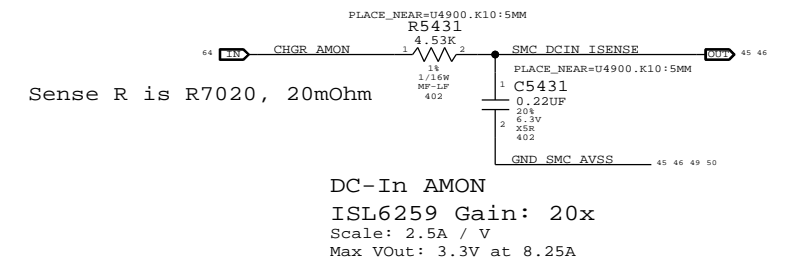 PLACE_NEAR=U4900.K10:5MM
R5431
4.53K
64 IN CHGR_AMON 1 2 SMC_DCIN_ISENSE OUT 45 46
1%
1/16W
MF-LF
402
PLACE_NEAR=U4900.K10:5MM
1 C5431
0.22UF
20%
6.3V
2 X5R
402
Sense R is R7020, 20mOhm
GND_SMC_AVSS 45 46 49 50
DC-In AMON
ISL6259 Gain: 20x
Scale: 2.5A / V
Max VOut: 3.3V at 8.25A